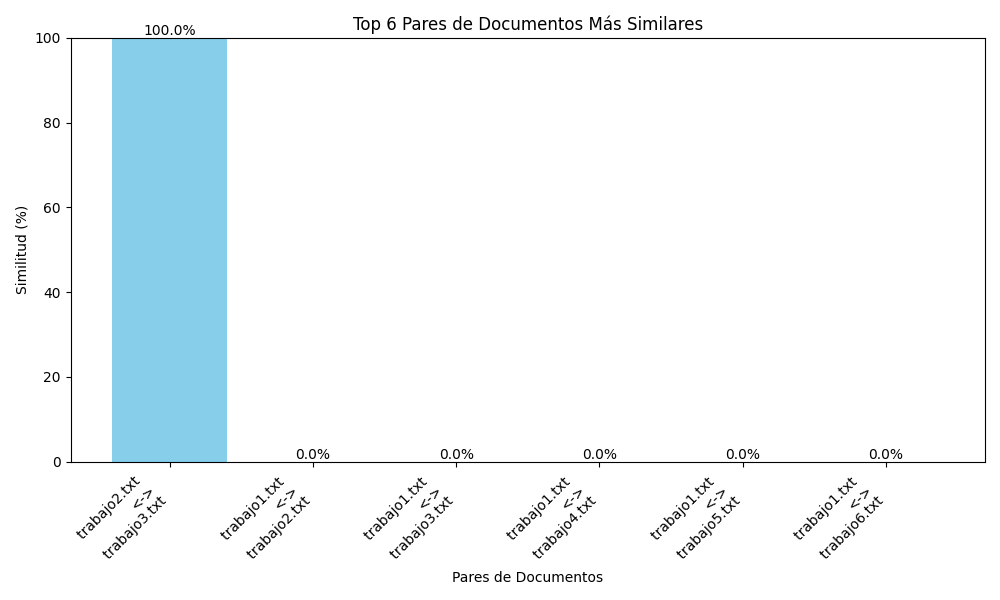 Top 6 Pares de Documentos Más Similares
100.0%
0.0%
0.0%
0.0%
0.0%
0.0%
Similitud (%)
100
80
60
40
20
0
trabajo2.txt
<->
trabajo3.txt
trabajo1.txt
<->
trabajo2.txt
trabajo1.txt
<->
trabajo3.txt
trabajo1.txt
<->
trabajo4.txt
trabajo1.txt
<->
trabajo5.txt
trabajo1.txt
<->
trabajo6.txt
Pares de Documentos